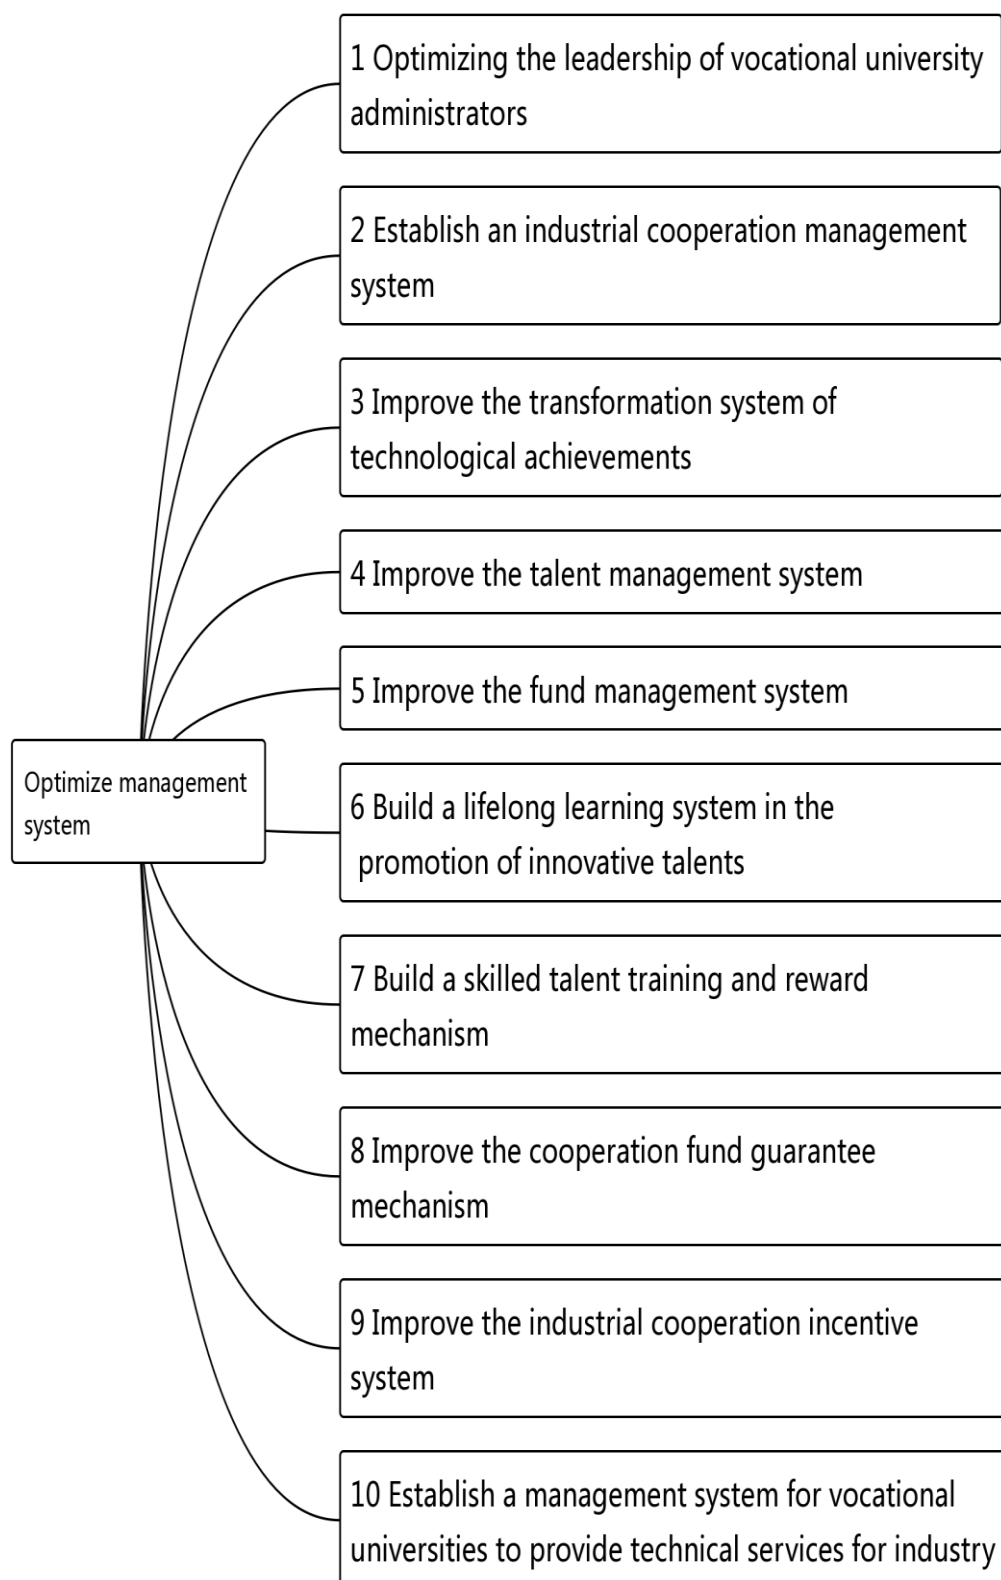 1 Optimizing the leadership of vocational university
administrators
2 Establish an industrial cooperation management
system
3 Improve the transformation system of
technological achievements
4 Improve the talent management system
5 Improve the fund management system
Optimize management
system
6 Build a lifelong learning system in the
promotion of innovative talents
7 Build a skilled talent training and reward
mechanism
8 Improve the cooperation fund guarantee
mechanism
9 Improve the industrial cooperation incentive
system
10 Establish a management system for vocational
universities to provide technical services for industry